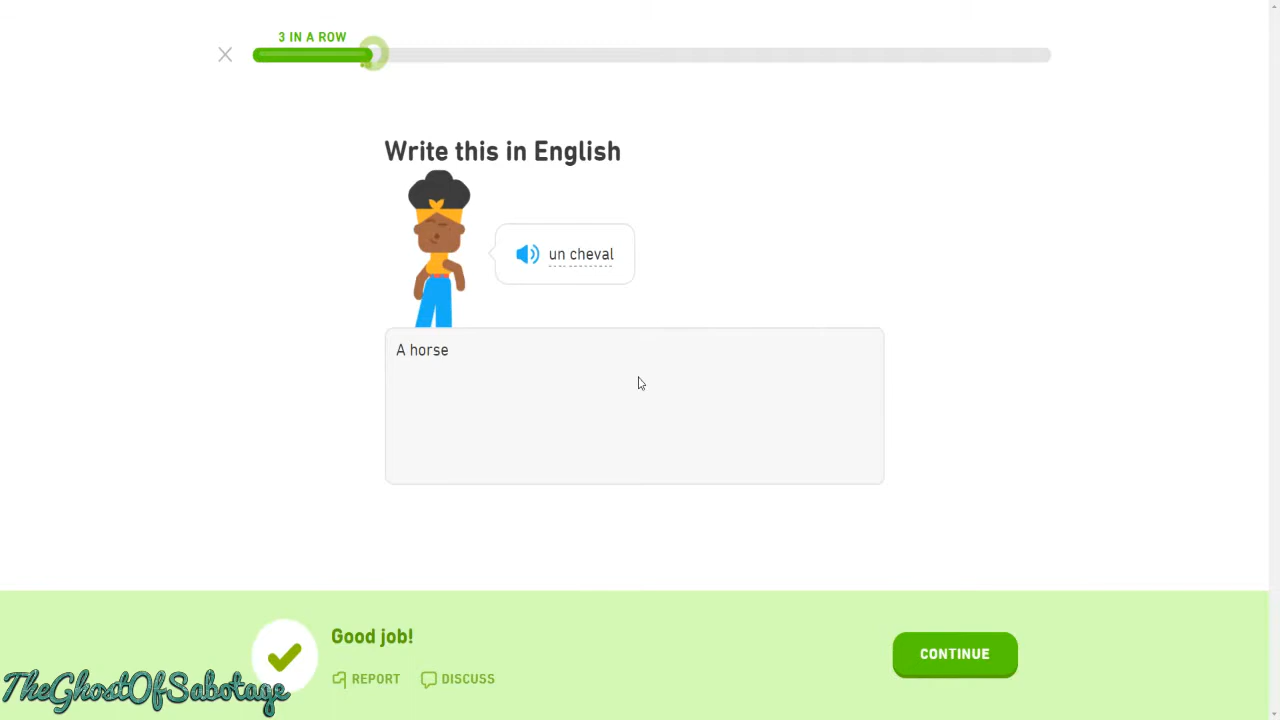 3 IN A ROW
Write this in English
un cheval
A horse
Good job!
CONTINUE
REPORT DISCUSS
TheGhostOfSabotage